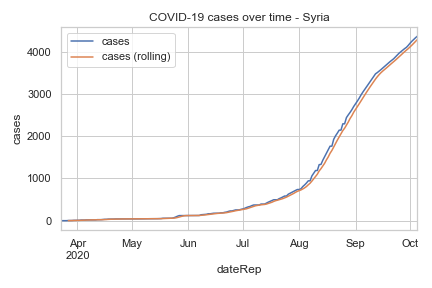 COVID-19 cases over time - Syria
cases
cases (rolling)
cases
4000
3000
2000
1000
0
Apr
2020
May
Jun
Jul
Aug
Sep
Oct
dateRep